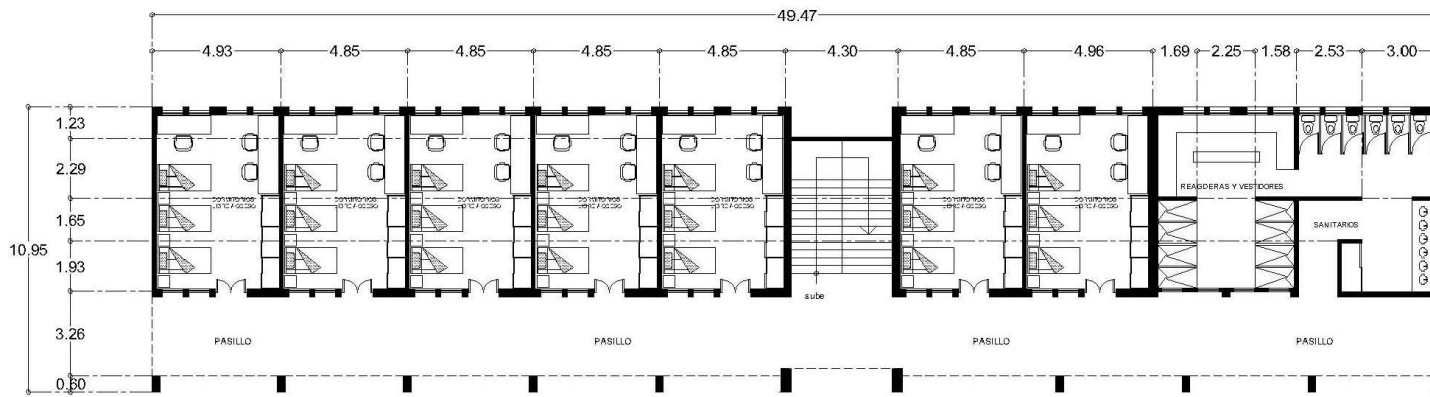 49.47
4.93 4.85 4.85 4.85 4.85 4.30 4.85 4.96 1.69 2.25 1.58 2.53 3.00
1.23
2.29
1.65
10.95
1.93
3.26
0.60
REAGDERAS Y VESTIDORES
SANITARIOS
sube
PASILLO PASILLO PASILLO PASILLO